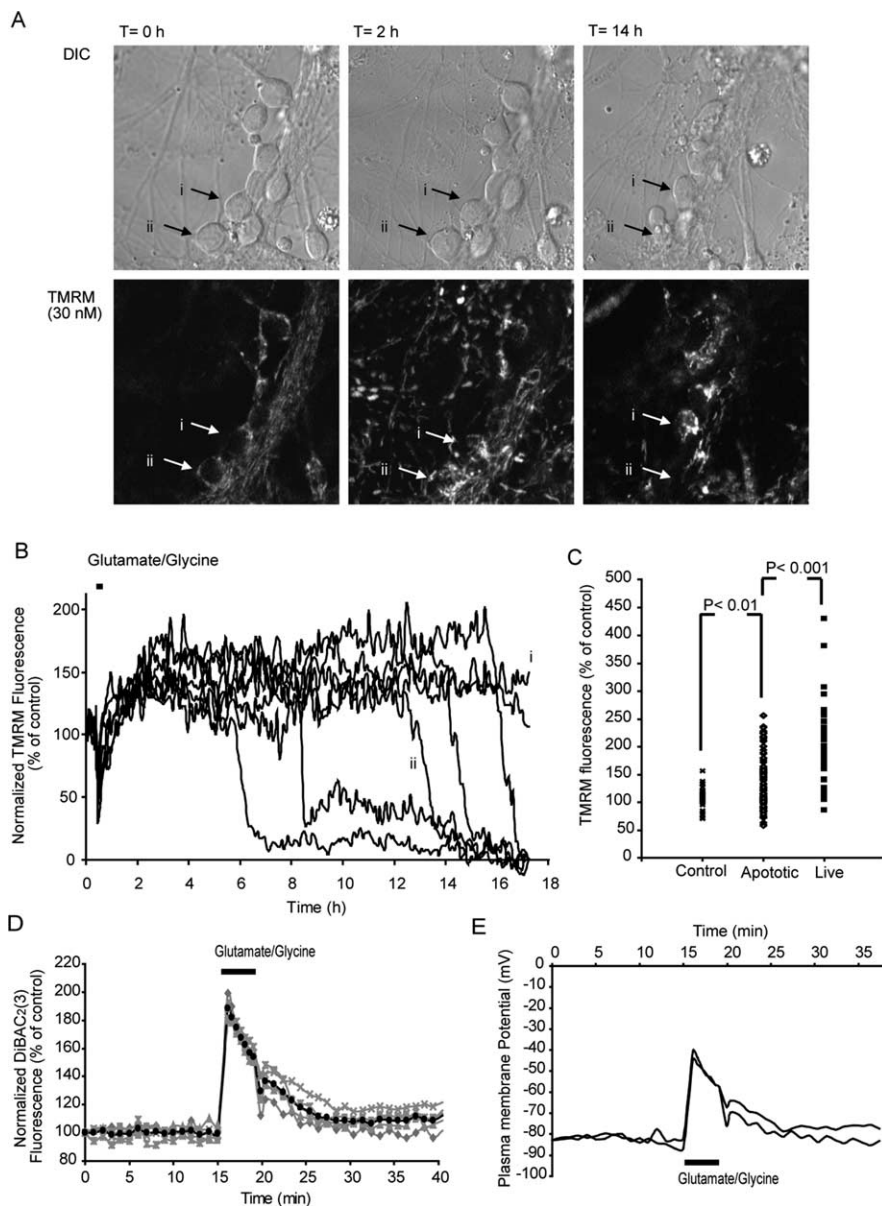 A
T= 0 h
T= 2 h
T= 14 h
DIC
i
ii
i
ii
i
ii
TMRM
(30 nM)
i
ii
i
ii
i
ii
B
Glutamate/Glycine
Normalized TMRM Fluorescence
(% of control)
200
150
100
50
0
i
ii
0 2 4 6 8 10 12 14 16 18
Time (h)
C
P< 0.001
P< 0.01
TMRM fluorescence (% of control)
500
450
400
350
300
250
200
150
100
50
0
Control Apototic Live
D
Glutamate/Glycine
Normalized DiBAC2(3)
Fluorescence (% of control)
220
200
180
160
140
120
100
80
0 5 10 15 20 25 30 35 40
Time (min)
E
Time (min)
0 5 10 15 20 25 30 35
Plasma membrane Potential (mV)
0
-10
-20
-30
-40
-50
-60
-70
-80
-90
-100
Glutamate/Glycine